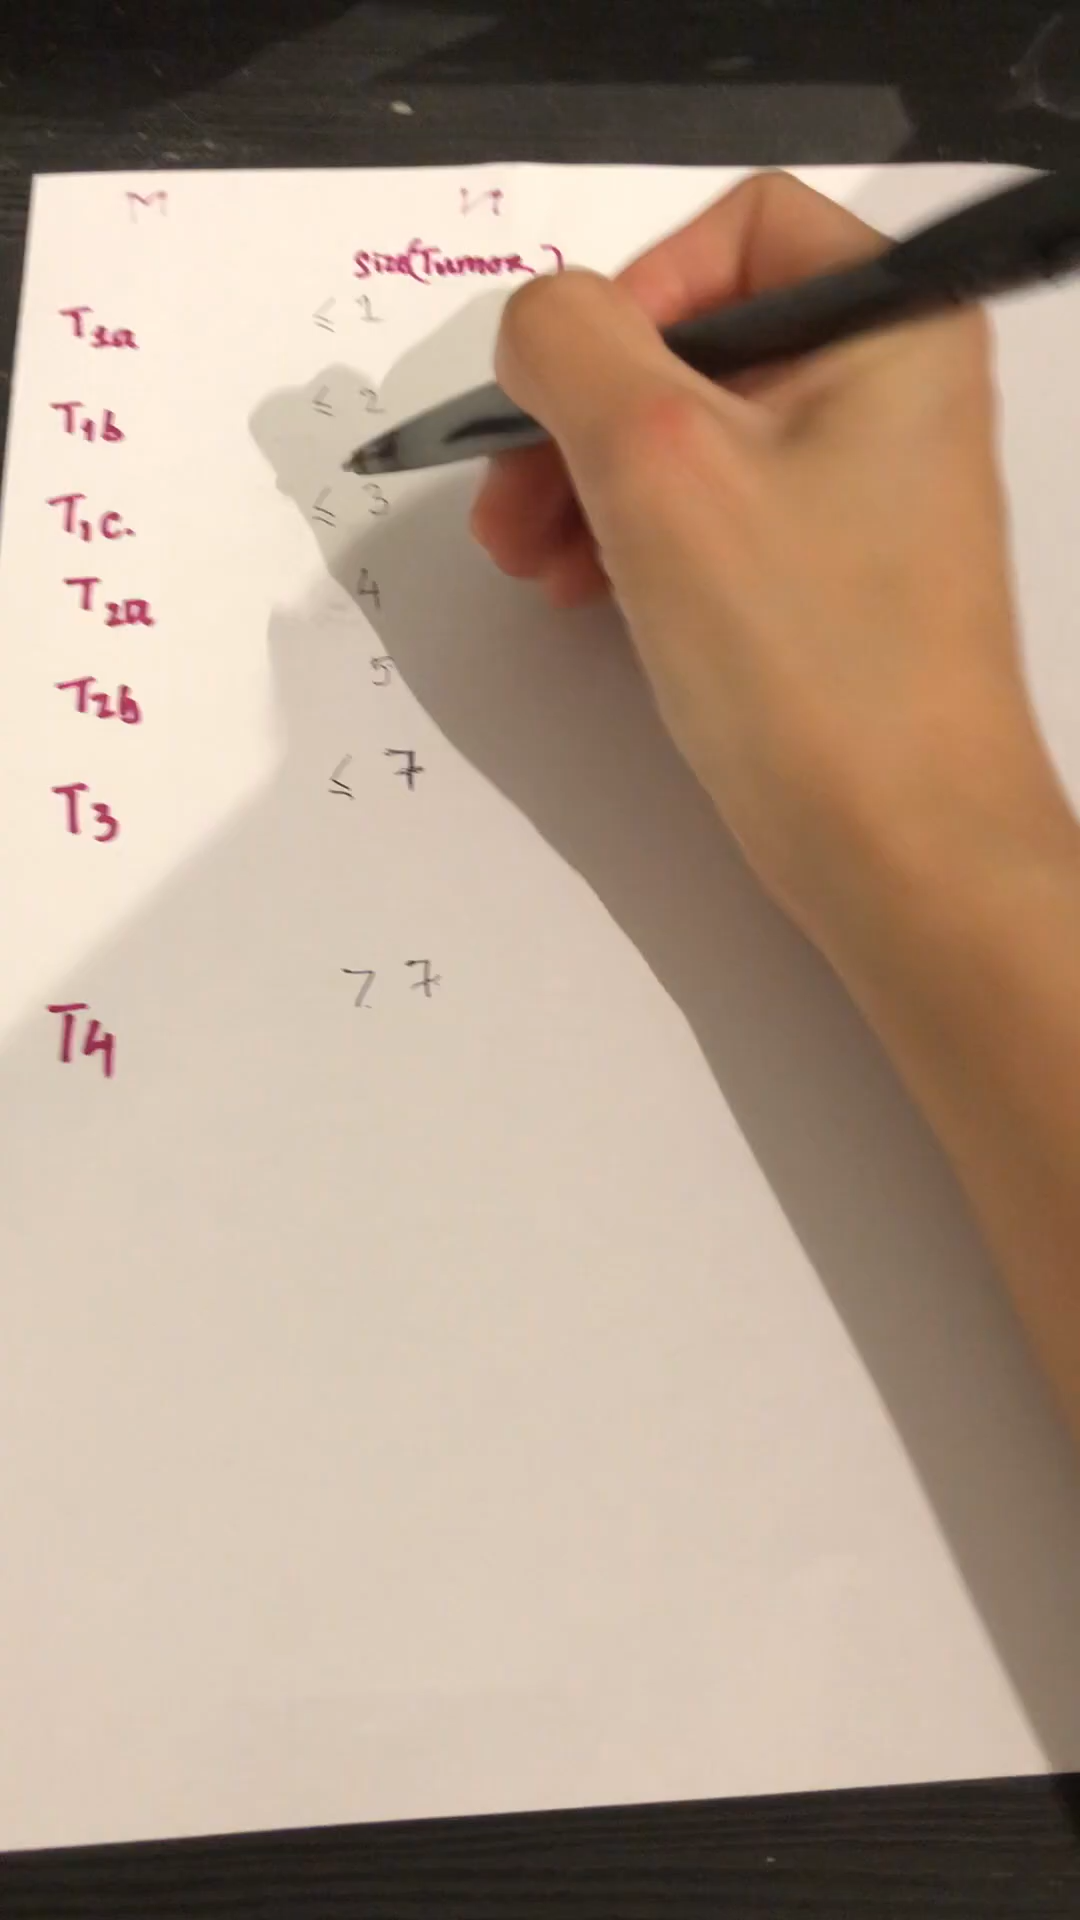 size(Tumor)
T1a ≤ 1
T1b ≤ 2
T1c. ≤ 3
T2a 4
T2b 5
T3 ≤ 7
T4 > 7